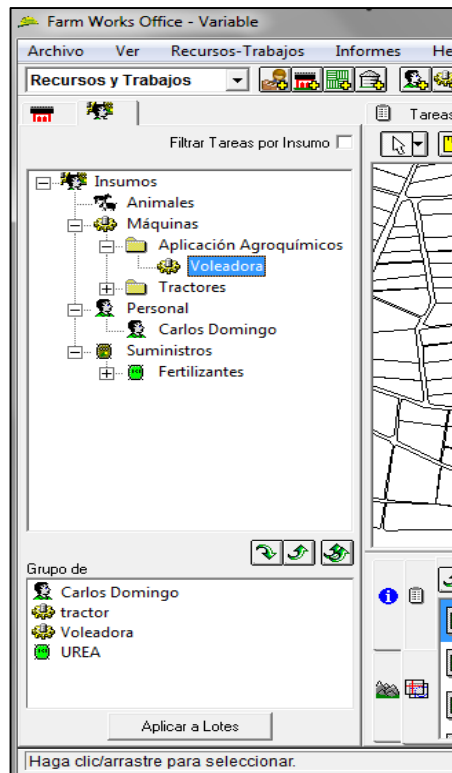 Farm Works Office - Variable
Archivo Ver Recursos-Trabajos Informes He
Recursos y Trabajos
Tareas
Filtrar Tareas por Insumo
Insumos
Animales
Máquinas
Aplicación Agroquímicos
Voleadora
Tractores
Personal
Carlos Domingo
Suministros
Fertilizantes
Grupo de
Carlos Domingo
tractor
Voleadora
UREA
Aplicar a Lotes
Haga clic/arrastre para seleccionar.